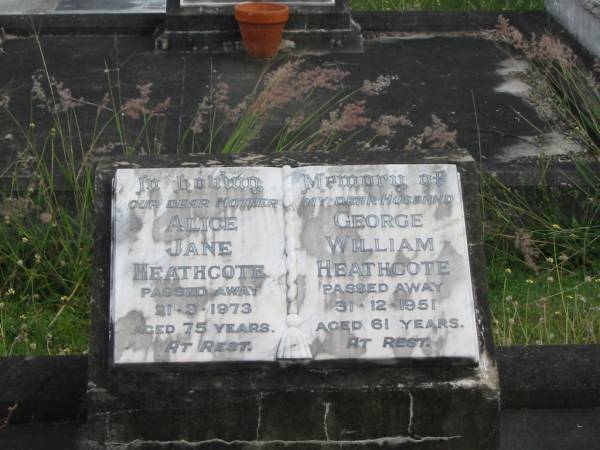 In Loving Memory of
OUR DEAR MOTHER
ALICE
JANE
HEATHCOTE
PASSED AWAY
21-3-1973
AGED 75 YEARS.
AT REST.
MY DEAR HUSBAND
GEORGE
WILLIAM
HEATHCOTE
PASSED AWAY
31-12-1951
AGED 61 YEARS.
AT REST.